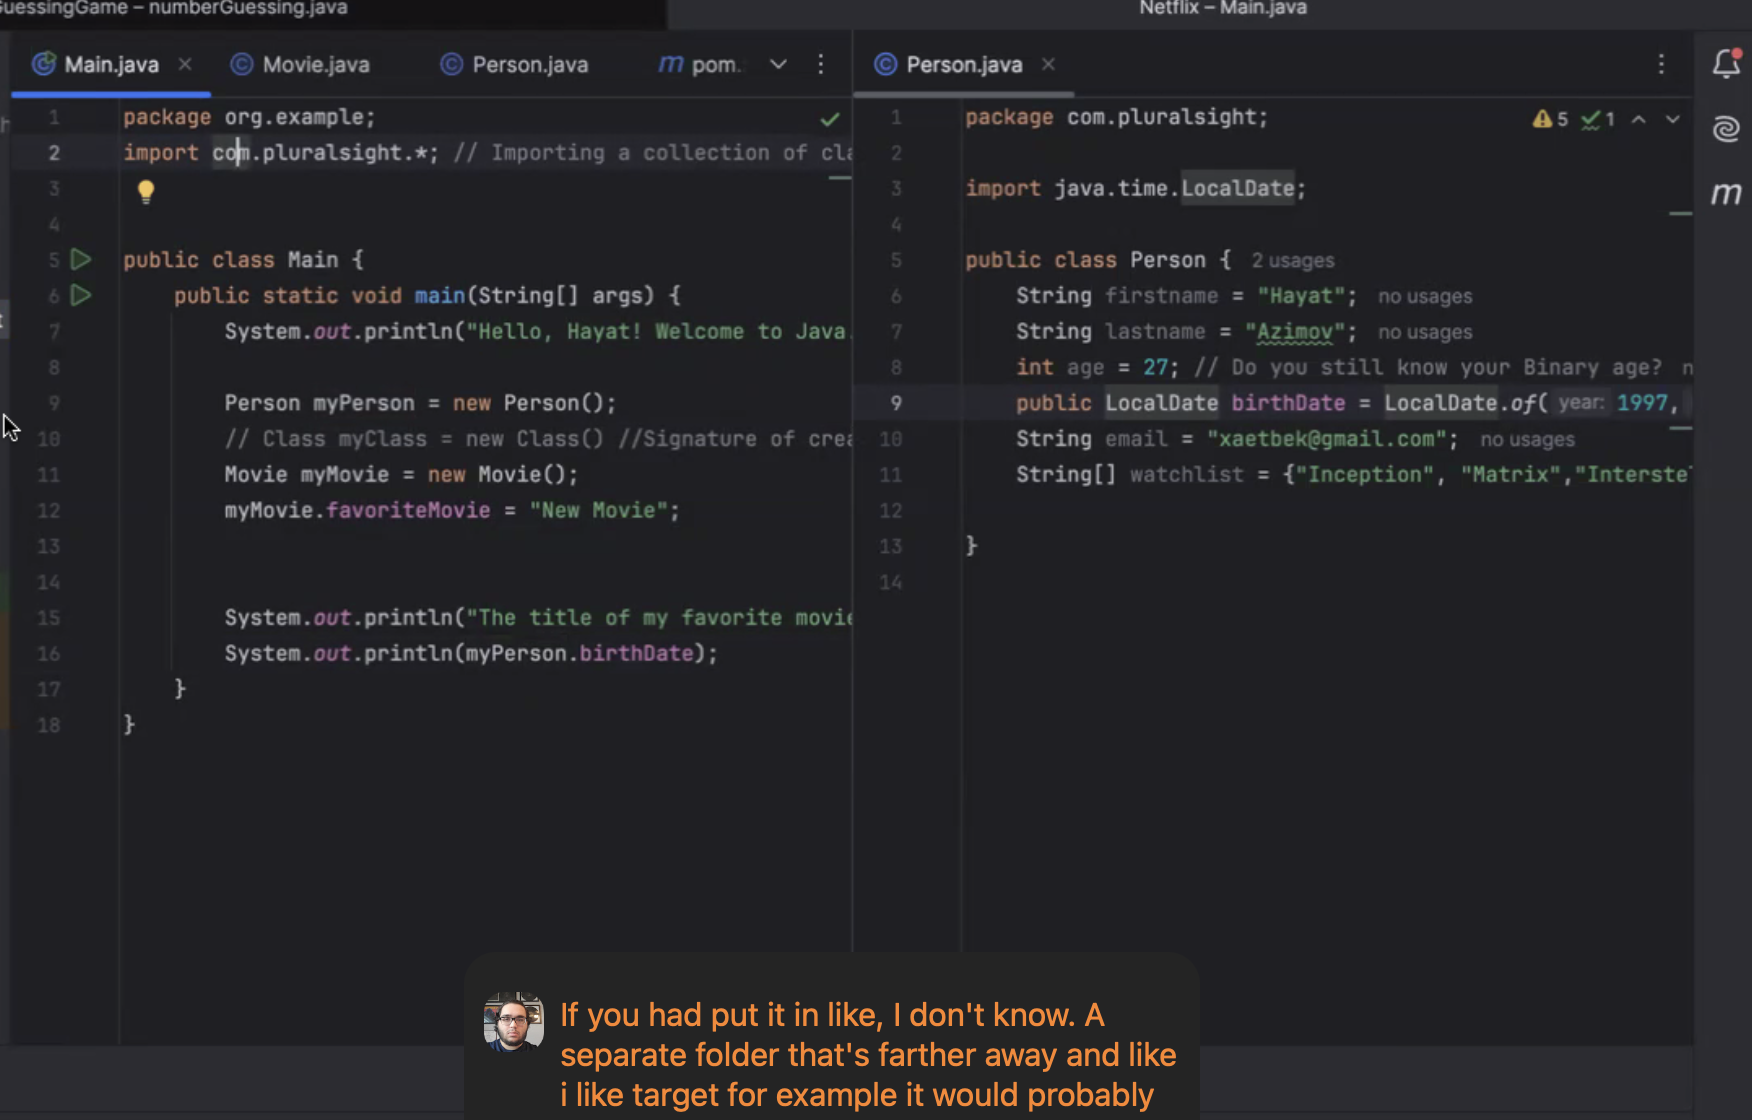 GuessingGame – numberGuessing.java
Netflix – Main.java
Main.java
Movie.java
Person.java
pom.
Person.java
1 package org.example;
2 import com.pluralsight.*; // Importing a collection of cla
3
4
5 public class Main {
6 public static void main(String[] args) {
7 System.out.println("Hello, Hayat! Welcome to Java.
8
9 Person myPerson = new Person();
10 // Class myClass = new Class() //Signature of crea
11 Movie myMovie = new Movie();
12 myMovie.favoriteMovie = "New Movie";
13
14
15 System.out.println("The title of my favorite movie
16 System.out.println(myPerson.birthDate);
17 }
18 }
1 package com.pluralsight; 5 1
2
3 import java.time.LocalDate;
4
5 public class Person { 2 usages
6 String firstname = "Hayat"; no usages
7 String lastname = "Azimov"; no usages
8 int age = 27; // Do you still know your Binary age? n
9 public LocalDate birthDate = LocalDate.of( year: 1997,
10 String email = "xaetbek@gmail.com"; no usages
11 String[] watchlist = {"Inception", "Matrix","Interste
12
13 }
14
m
If you had put it in like, I don't know. A
separate folder that's farther away and like
i like target for example it would probably